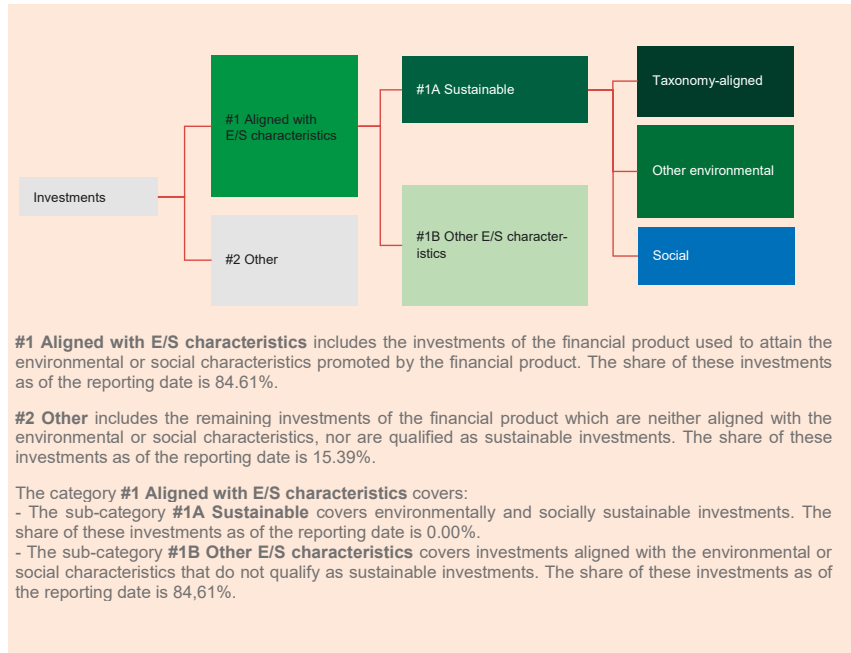 Investments
#1 Aligned with
E/S characteristics
#2 Other
#1A Sustainable
#1B Other E/S character-
istics
Taxonomy-aligned
Other environmental
Social
#1 Aligned with E/S characteristics includes the investments of the financial product used to attain the
environmental or social characteristics promoted by the financial product. The share of these investments
as of the reporting date is 84.61%.
#2 Other includes the remaining investments of the financial product which are neither aligned with the
environmental or social characteristics, nor are qualified as sustainable investments. The share of these
investments as of the reporting date is 15.39%.
The category #1 Aligned with E/S characteristics covers:
- The sub-category #1A Sustainable covers environmentally and socially sustainable investments. The
share of these investments as of the reporting date is 0.00%.
- The sub-category #1B Other E/S characteristics covers investments aligned with the environmental or
social characteristics that do not qualify as sustainable investments. The share of these investments as of
the reporting date is 84,61%.